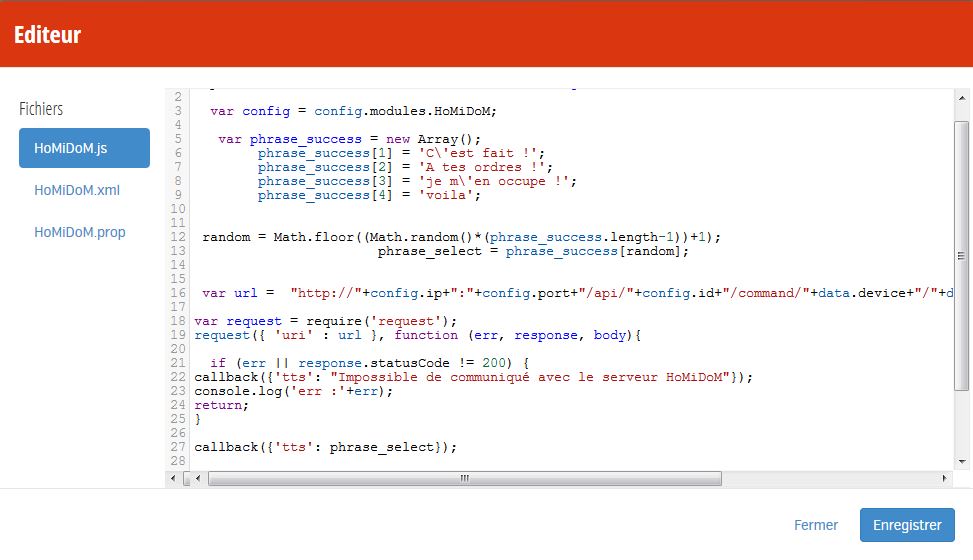 Editeur
Fichiers
HoMiDoM.js
HoMiDoM.xml
HoMiDoM.prop
2
3 var config = config.modules.HoMiDoM;
4
5 var phrase_success = new Array();
6 phrase_success[1] = 'C\'est fait !';
7 phrase_success[2] = 'A tes ordres !';
8 phrase_success[3] = 'je m\'en occupe !';
9 phrase_success[4] = 'voila';
10
11
12 random = Math.floor((Math.random()*(phrase_success.length-1))+1);
13 phrase_select = phrase_success[random];
14
15
16 var url = "http://"+config.ip+":"+config.port+"/api/"+config.id+"/command/"+data.device+"/"+d
17
18 var request = require('request');
19 request({ 'uri' : url }, function (err, response, body){
20
21 if (err || response.statusCode != 200) {
22 callback({'tts': "Impossible de communiqué avec le serveur HoMiDoM"});
23 console.log('err :'+err);
24 return;
25 }
26
27 callback({'tts': phrase_select});
28
Fermer
Enregistrer